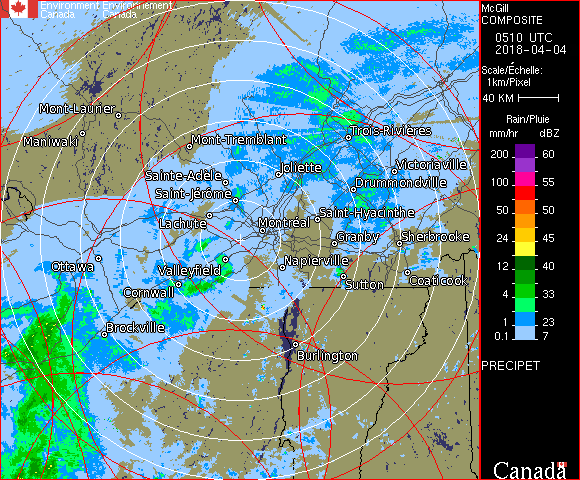 Environment Environnement
Canada Canada
McGill
COMPOSITE
0510 UTC
2018-04-04
Scale/Échelle:
1km/Pixel
40 KM
Rain/Pluie
mm/hr dBZ
200 60
100 55
50 50
24 45
12 40
4 33
1 23
0.1 7
PRECIPET
Canada
Mont-Laurier
Maniwaki
Mont-Tremblant
Trois-Rivières
Joliette
Victoriaville
Sainte-Adèle
Drummondville
Saint-Jérôme
Saint-Hyacinthe
Lachute
Montréal
Granby
Sherbrooke
Ottawa
Valleyfield
Napierville
Cornwall
Sutton
Coaticook
Brockville
Burlington